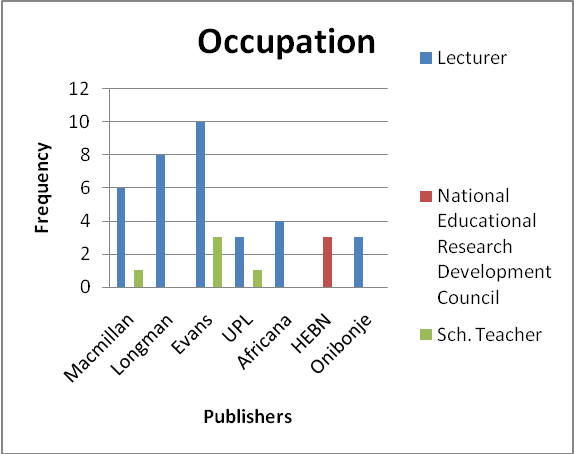 Occupation
Lecturer
National
Educational
Research
Development
Council
Sch. Teacher
Frequency
12
10
8
6
4
2
0
Macmillan
Longman
Evans
UPL
Africana
HEBN
Onibonje
Publishers